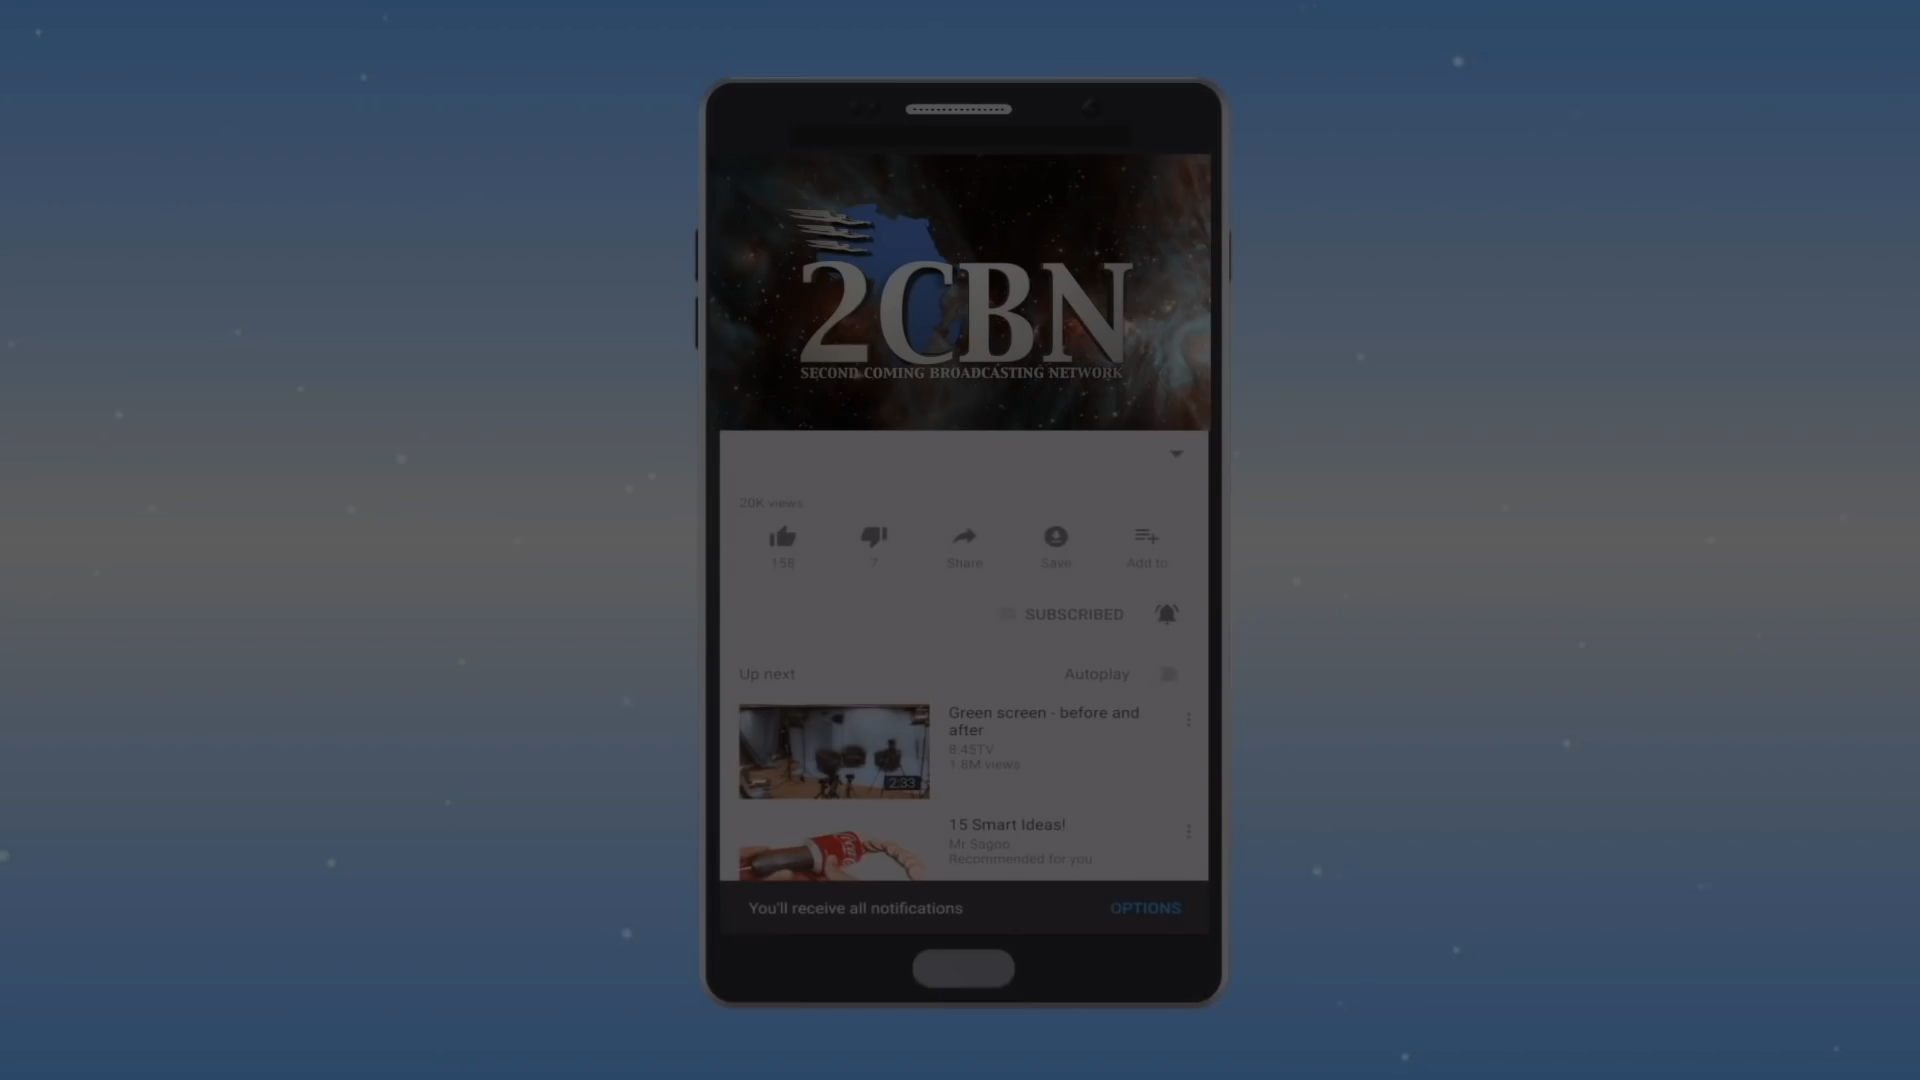 2CBN
SECOND COMING BROADCASTING NETWORK
20K views
158
7
Share
Save
Add to
SUBSCRIBED
Up next
Autoplay
Green screen - before and
after
8.45TV
1.8M views
2:33
15 Smart Ideas!
Mr Sagoo
Recommended for you
You'll receive all notifications
OPTIONS